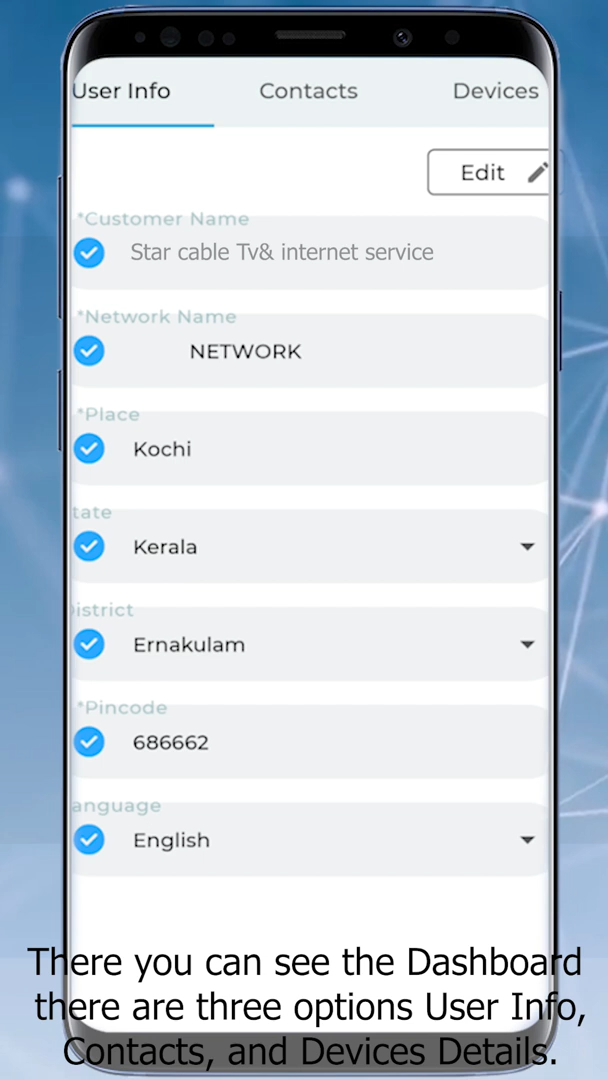 User Info Contacts Devices
Edit
*Customer Name
Star cable Tv& internet service
*Network Name
NETWORK
*Place
Kochi
tate
Kerala
istrict
Ernakulam
*Pincode
686662
anguage
English
There you can see the Dashboard
there are three options User Info,
Contacts, and Devices Details.